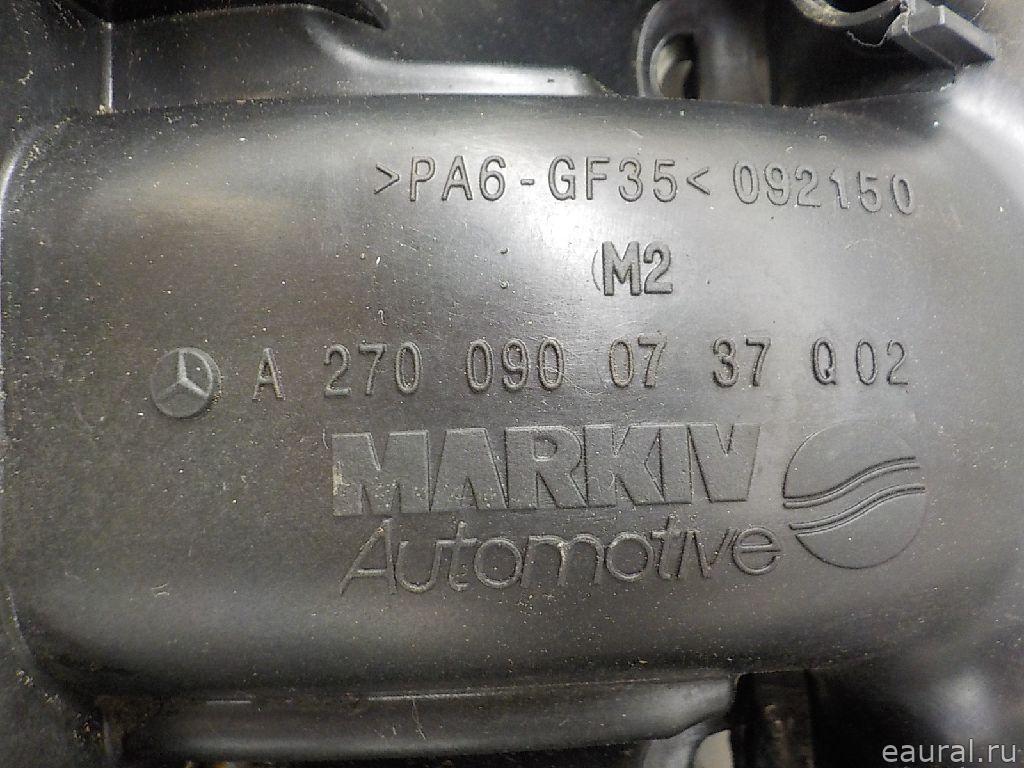 >PA6-GF35< 092150
M2
A 270 090 07 37 Q02
MARKIV
Automotive
eaural.ru